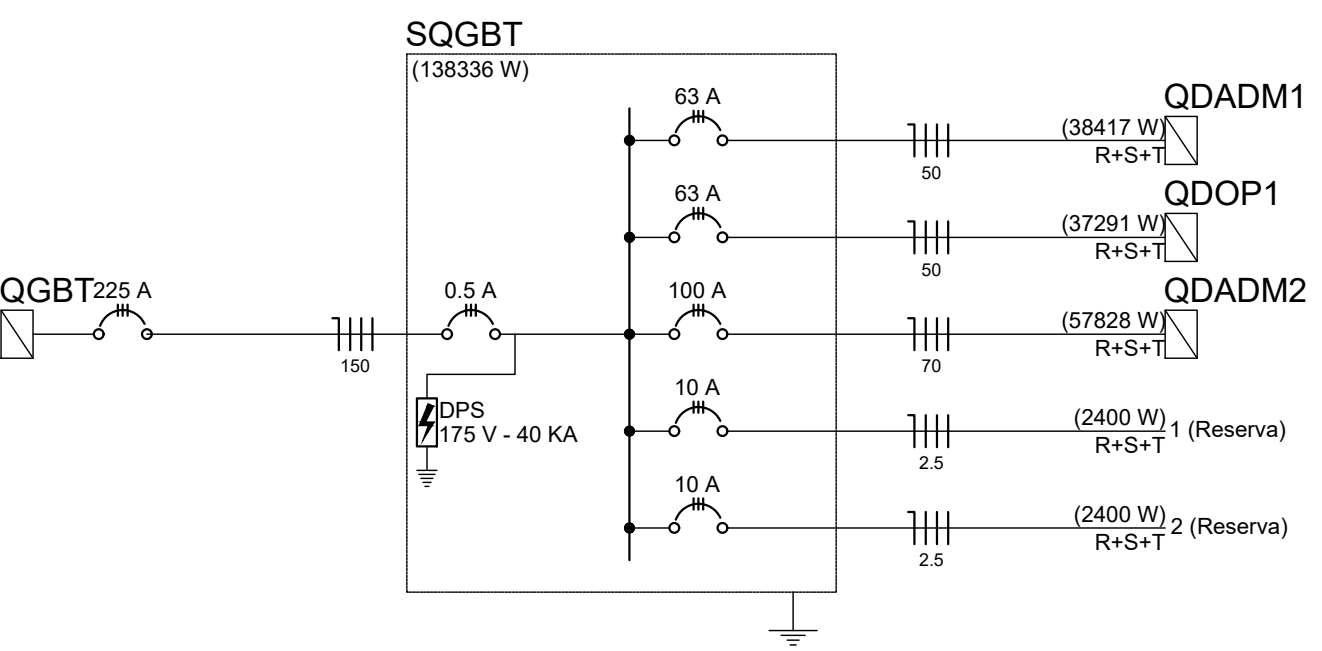 SQGBT
(138336 W)
63 A
50
(38417 W)
R+S+T
QDADM1
63 A
50
(37291 W)
R+S+T
QDOP1
QGBT
225 A
150
0.5 A
100 A
70
(57828 W)
R+S+T
QDADM2
DPS
175 V - 40 KA
10 A
2.5
(2400 W)
R+S+T
1 (Reserva)
10 A
2.5
(2400 W)
R+S+T
2 (Reserva)